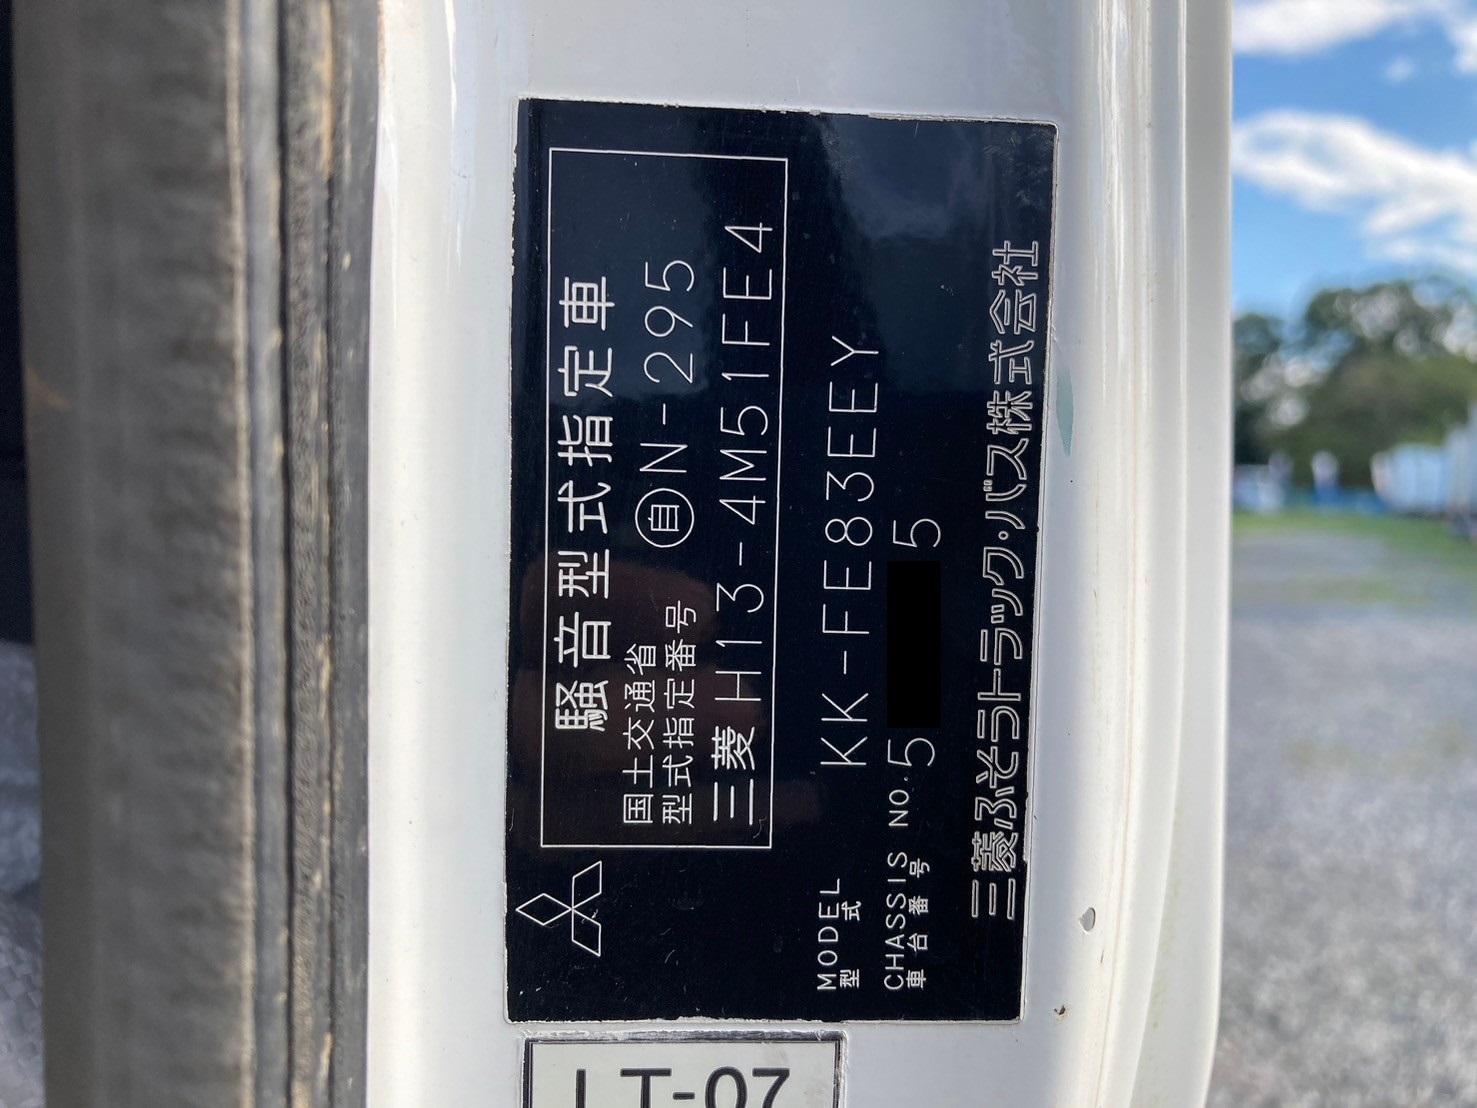 騒音型式指定車
国土交通省
型式指定番号 自N-295
三菱 H13-4M51FE4
MODEL
型式 KK-FE83EEY
CHASSIS NO.
車台番号 5 5
三菱ふそうトラック・バス株式会社
LT-07